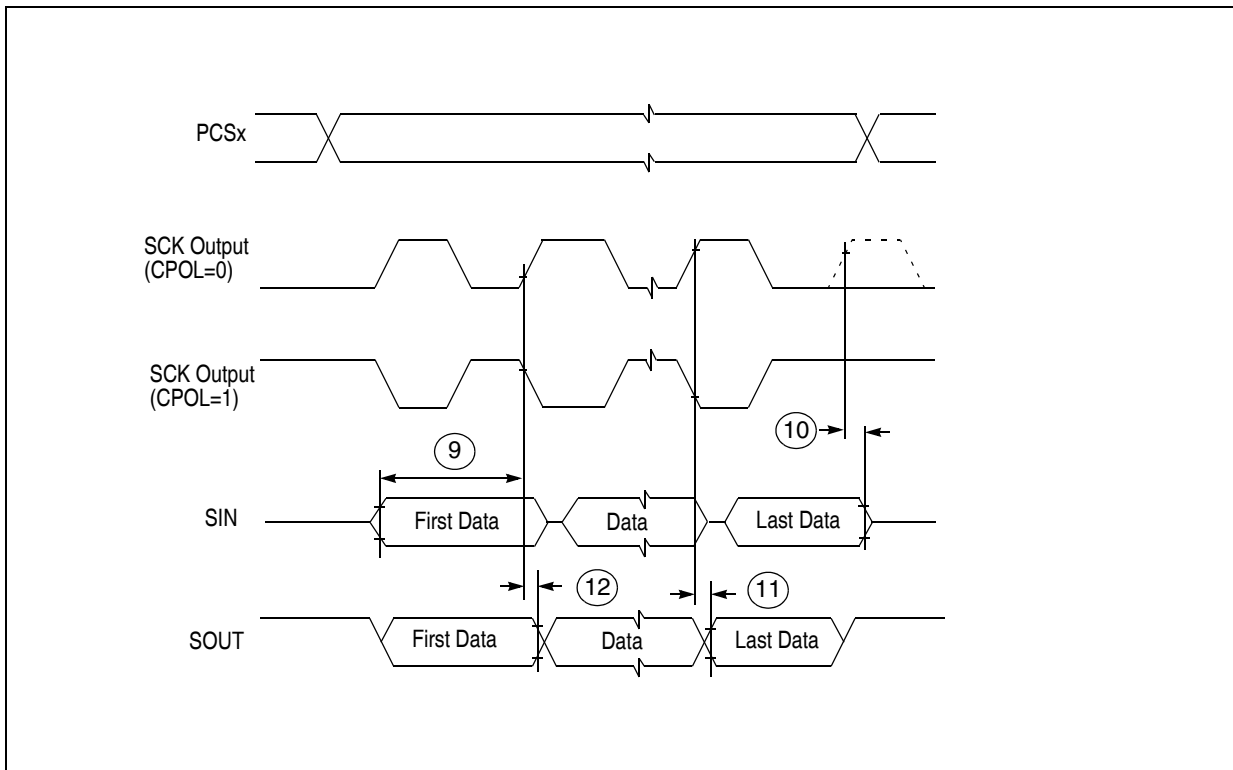 PCSx
SCK Output
(CPOL=0)
SCK Output
(CPOL=1)
10
9
SIN
First Data
Data
Last Data
12
11
SOUT
First Data
Data
Last Data